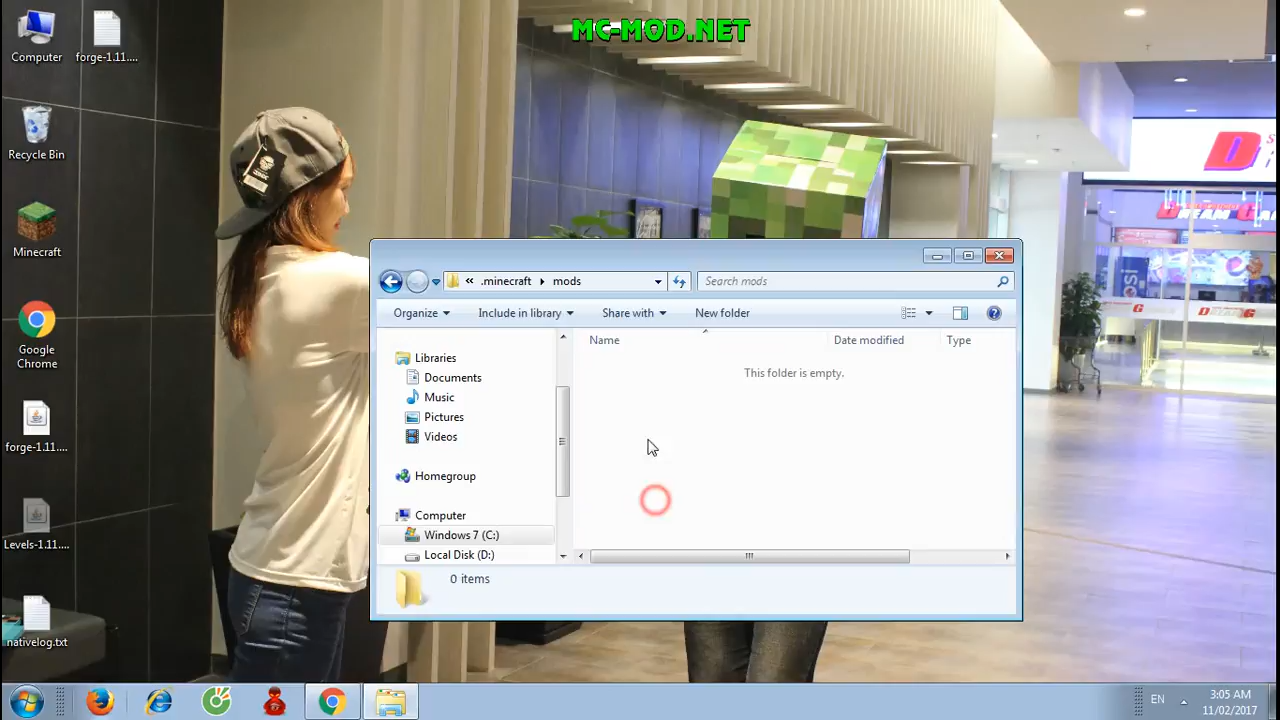 MC-MOD.NET
Computer
forge-1.11....
Recycle Bin
Minecraft
Google
Chrome
forge-1.11....
Levels-1.11....
nativelog.txt
« .minecraft mods
Search mods
Organize Include in library Share with New folder
Name Date modified Type
This folder is empty.
Libraries
Documents
Music
Pictures
Videos
Homegroup
Computer
Windows 7 (C:)
Local Disk (D:)
0 items
EN
3:05 AM
11/02/2017